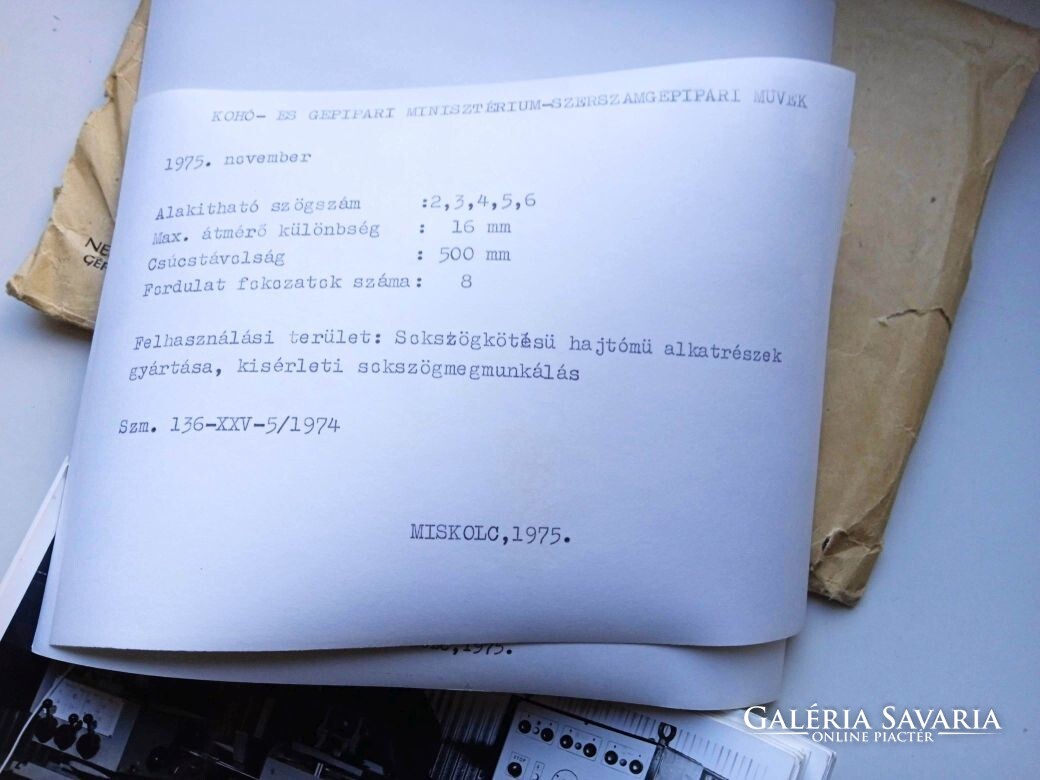 KOHÓ- ES GEPIPARI MINISZTÉRIUM-SZERSZAMGEPIPARI MUVEK
1975. november
Alakitható szögszám :2,3,4,5,6
Max. átmérő különbség : 16 mm
Csúcstávolság : 500 mm
Fordulat fokozatok száma: 8
Felhasználási terület: Sokszögkötésü hajtómü alkatrészek
gyártása, kisérleti sokszögmegmunkálás
Szm. 136-XXV-5/1974
MISKOLC,1975.
1975.
STOP
GALÉRIA SAVARIA
ONLINE PIACTÉR